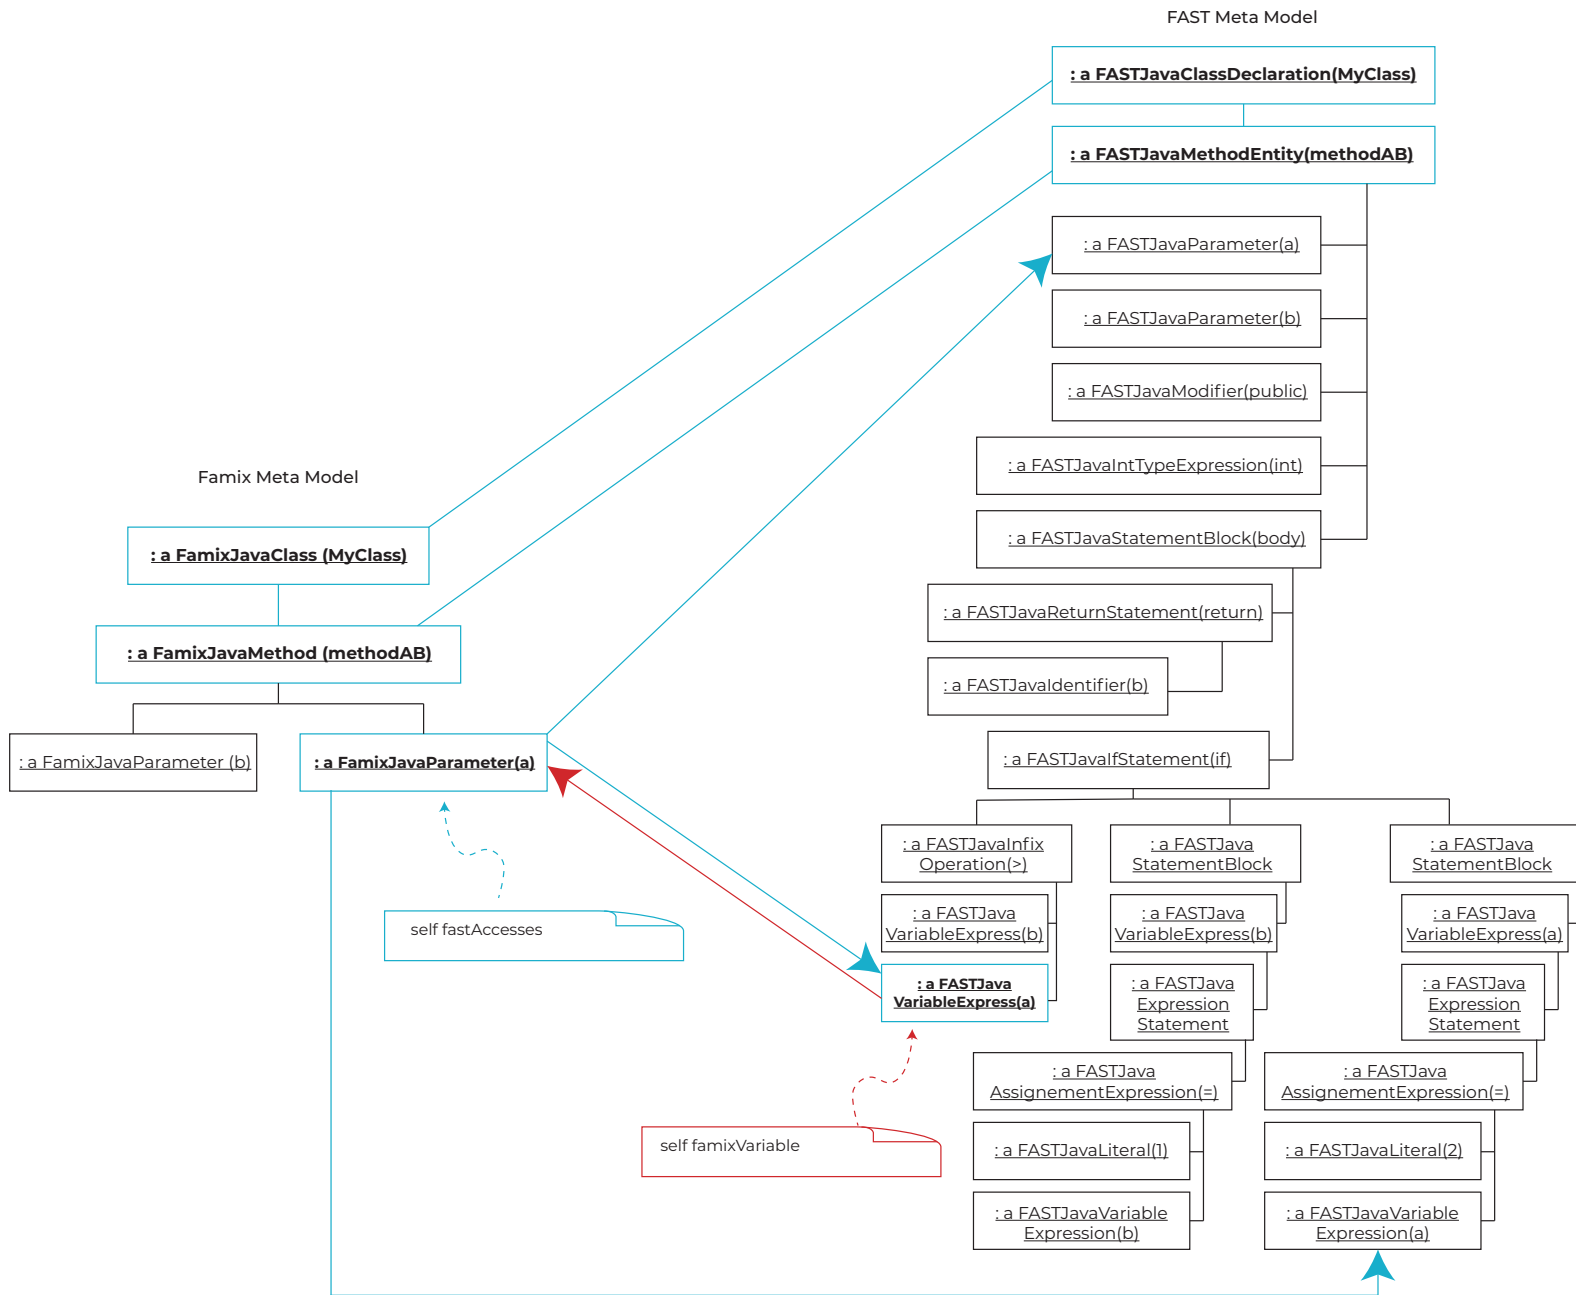 FAST Meta Model
: a FASTJavaClassDeclaration(MyClass)
: a FASTJavaMethodEntity(methodAB)
: a FASTJavaParameter(a)
: a FASTJavaParameter(b)
: a FASTJavaModifier(public)
: a FASTJavaIntTypeExpression(int)
: a FASTJavaStatementBlock(body)
: a FASTJavaReturnStatement(return)
: a FASTJavaIdentifier(b)
: a FASTJavaIfStatement(if)
Famix Meta Model
: a FamixJavaClass (MyClass)
: a FamixJavaMethod (methodAB)
: a FamixJavaParameter (b)
: a FamixJavaParameter(a)
self fastAccesses
self famixVariable
: a FASTJavaInfix
Operation(>)
: a FASTJava
VariableExpress(b)
: a FASTJava
VariableExpress(a)
: a FASTJava
StatementBlock
: a FASTJava
VariableExpress(b)
: a FASTJava
Expression
Statement
: a FASTJava
AssignementExpression(=)
: a FASTJavaLiteral(1)
: a FASTJavaVariable
Expression(b)
: a FASTJava
StatementBlock
: a FASTJava
VariableExpress(a)
: a FASTJava
Expression
Statement
: a FASTJava
AssignementExpression(=)
: a FASTJavaLiteral(2)
: a FASTJavaVariable
Expression(a)